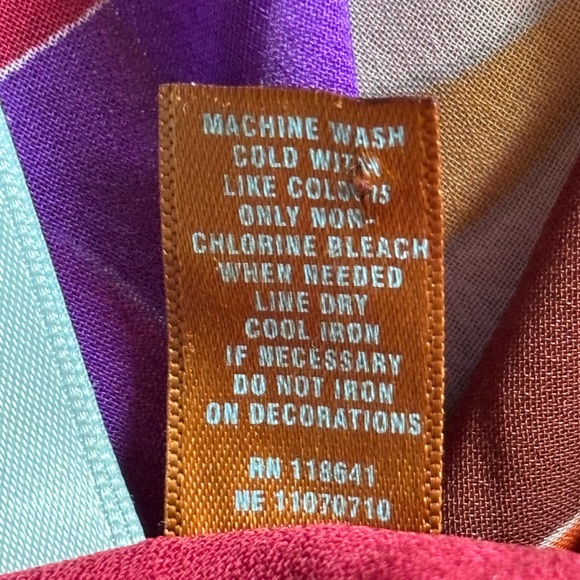 MACHINE WASH
COLD WITH
LIKE COLOURS
ONLY NON-
CHLORINE BLEACH
WHEN NEEDED
LINE DRY
COOL IRON
IF NECESSARY
DO NOT IRON
ON DECORATIONS
RN 118641
NE 11070710